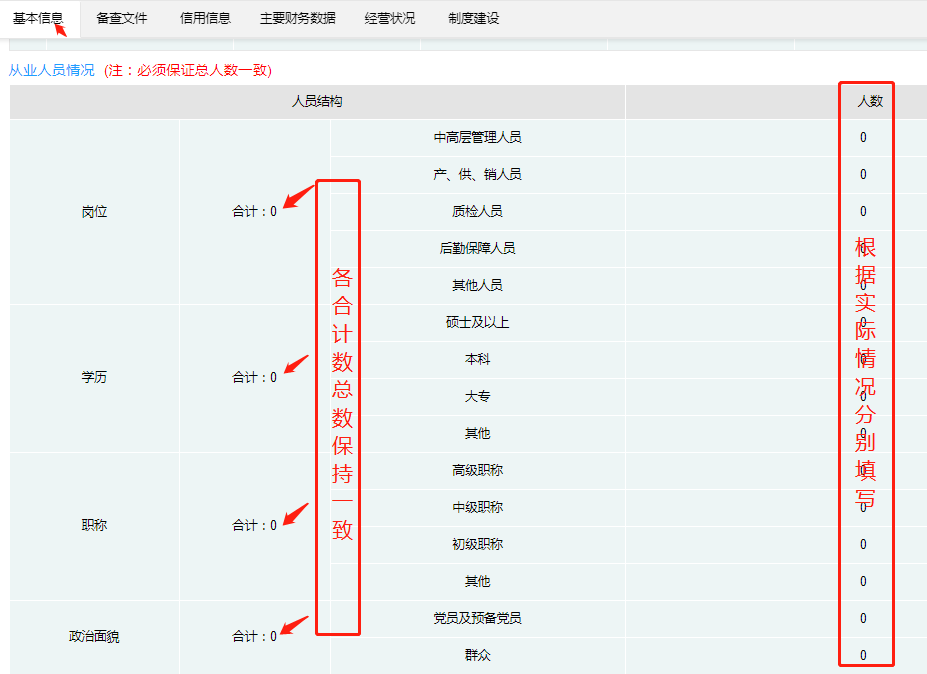 基本信息 备查文件 信用信息 主要财务数据 经营状况 制度建设
从业人员情况 (注：必须保证总人数一致)
人员结构 人数
中高层管理人员 0
产、供、销人员 0
岗位 合计：0 质检人员 0
后勤保障人员 0
其他人员 0
硕士及以上 0
本科 0
学历 合计：0
大专 0
其他 0
高级职称 0
中级职称 0
职称 合计：0
初级职称 0
其他 0
党员及预备党员 0
政治面貌 合计：0
群众 0
各合计数总数保持一致
根据实际情况分别填写